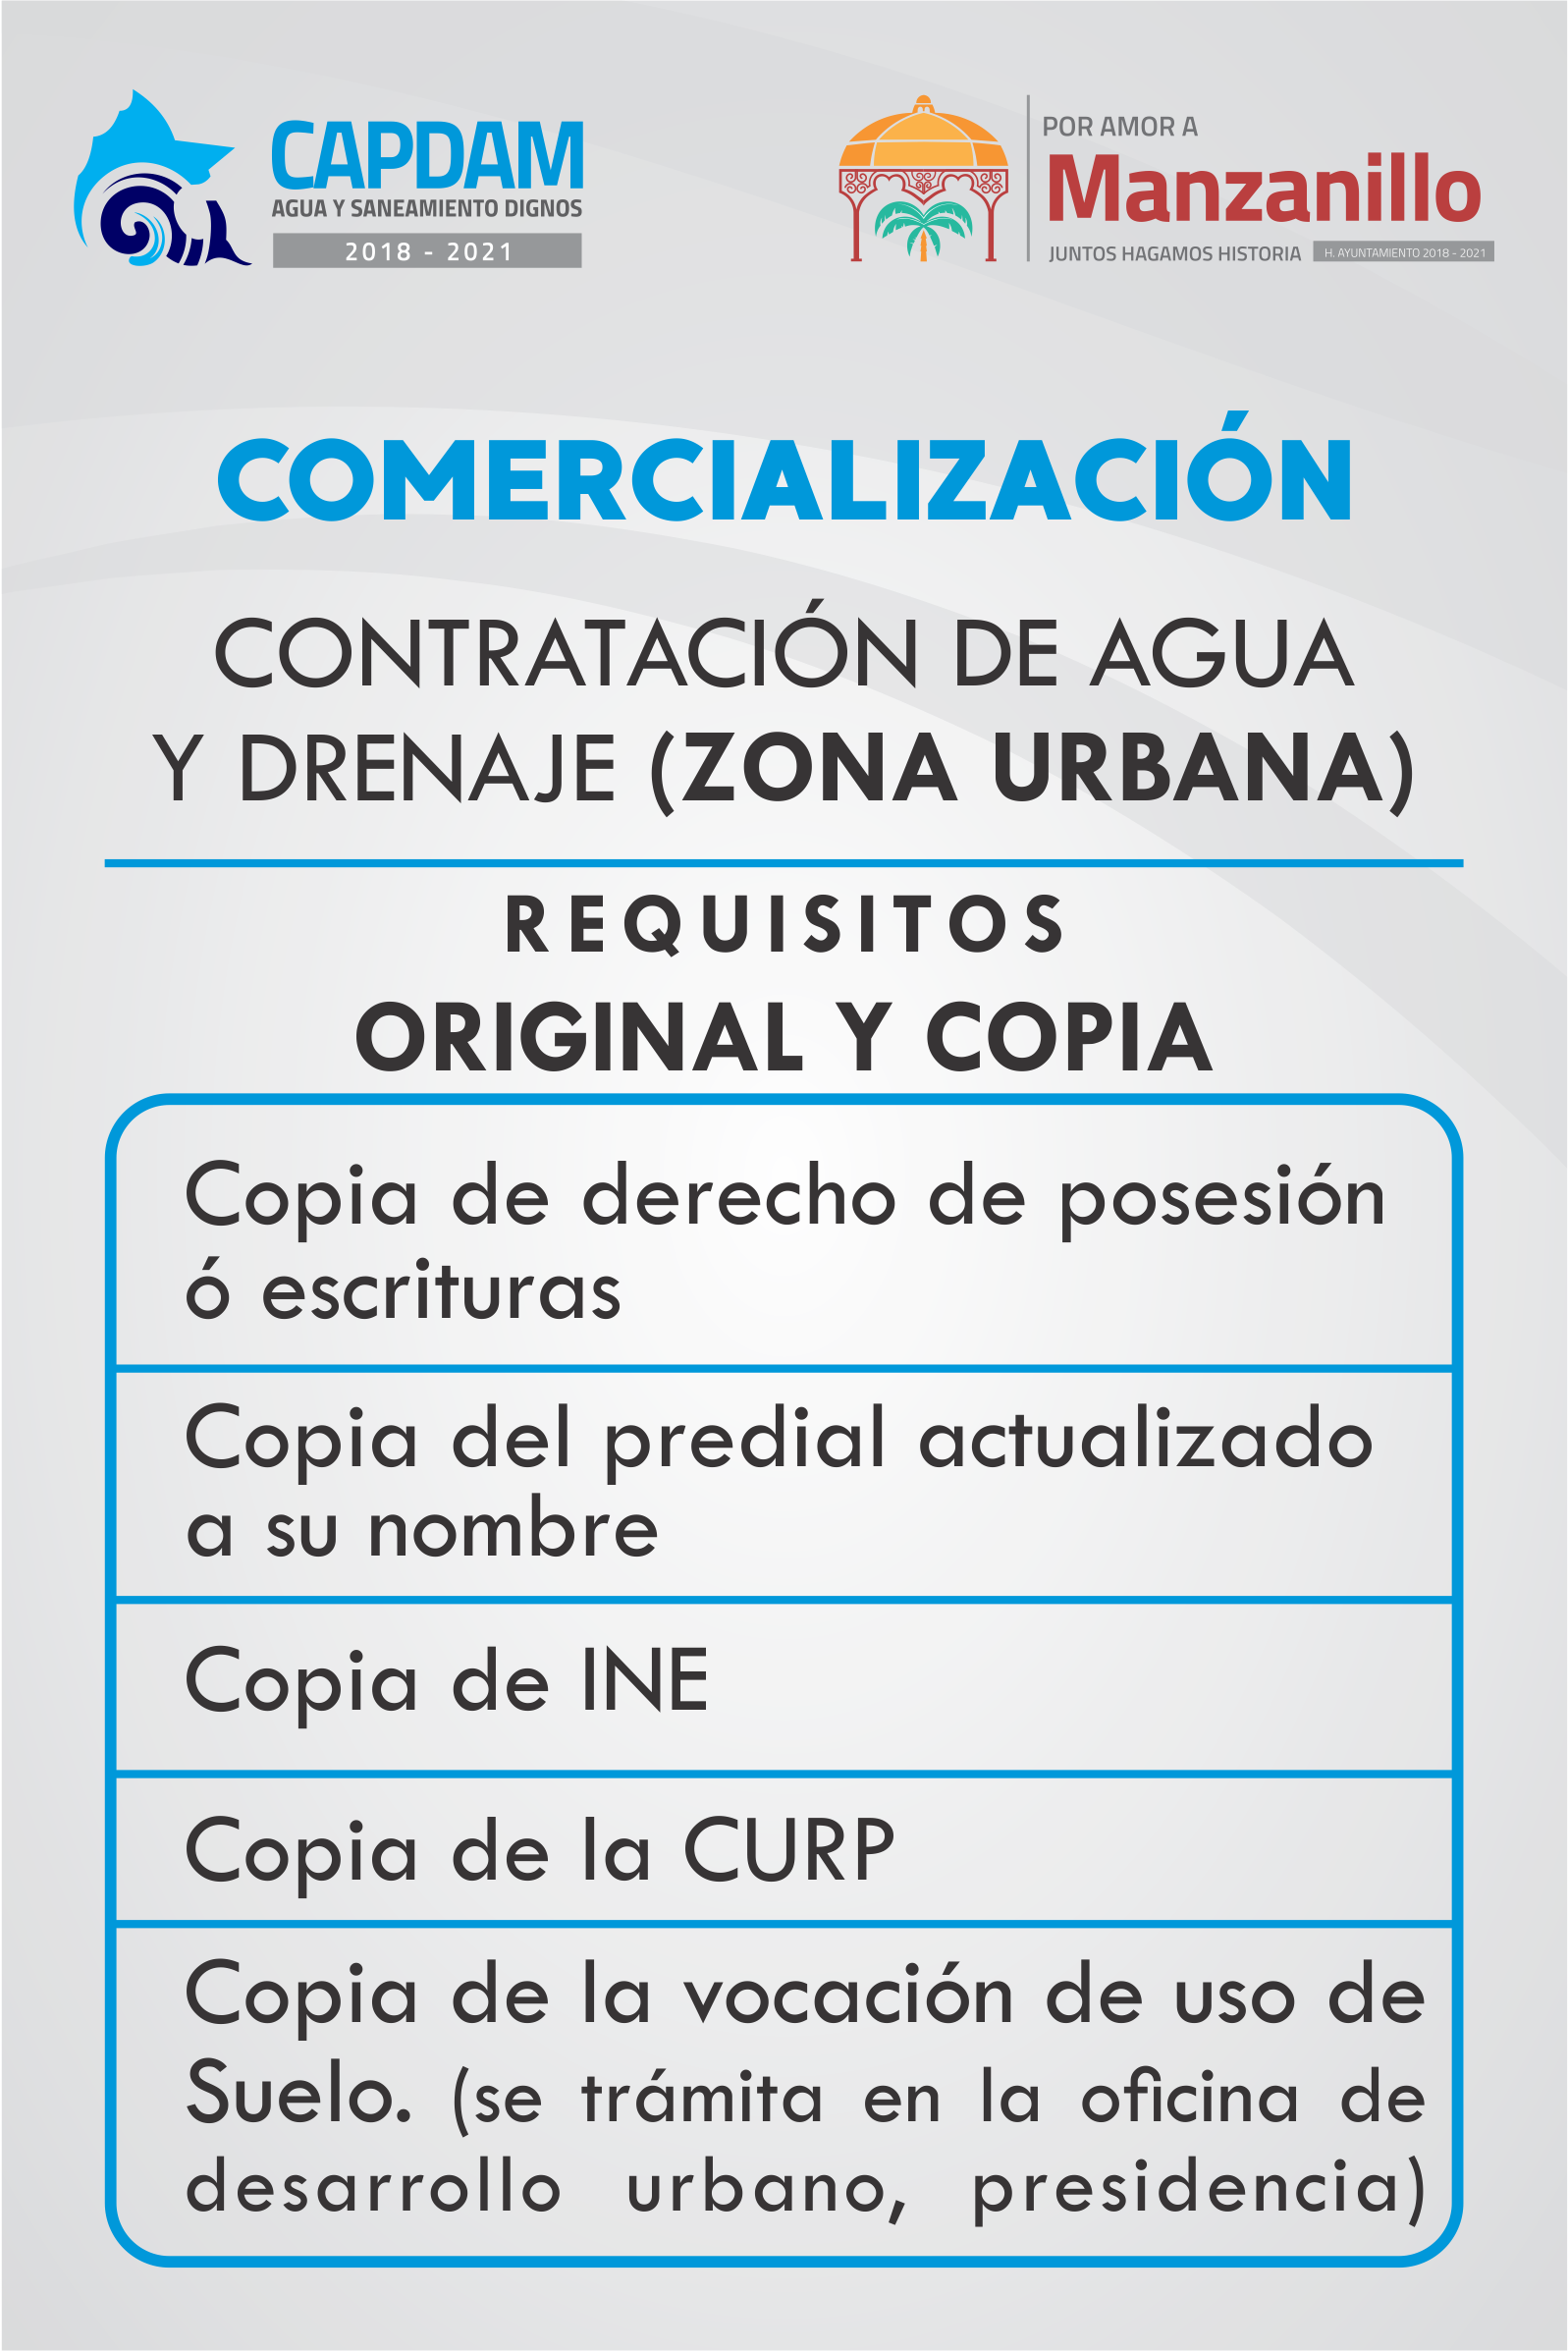 CAPDAM
AGUA Y SANEAMIENTO DIGNOS
2018 - 2021
POR AMOR A
Manzanillo
JUNTOS HAGAMOS HISTORIA H. AYUNTAMIENTO 2018 - 2021
COMERCIALIZACIÓN
CONTRATACIÓN DE AGUA
Y DRENAJE (ZONA URBANA)
REQUISITOS
ORIGINAL Y COPIA
Copia de derecho de posesión
ó escrituras
Copia del predial actualizado
a su nombre
Copia de INE
Copia de la CURP
Copia de la vocación de uso de
Suelo. (se trámita en la oficina de
desarrollo urbano, presidencia)